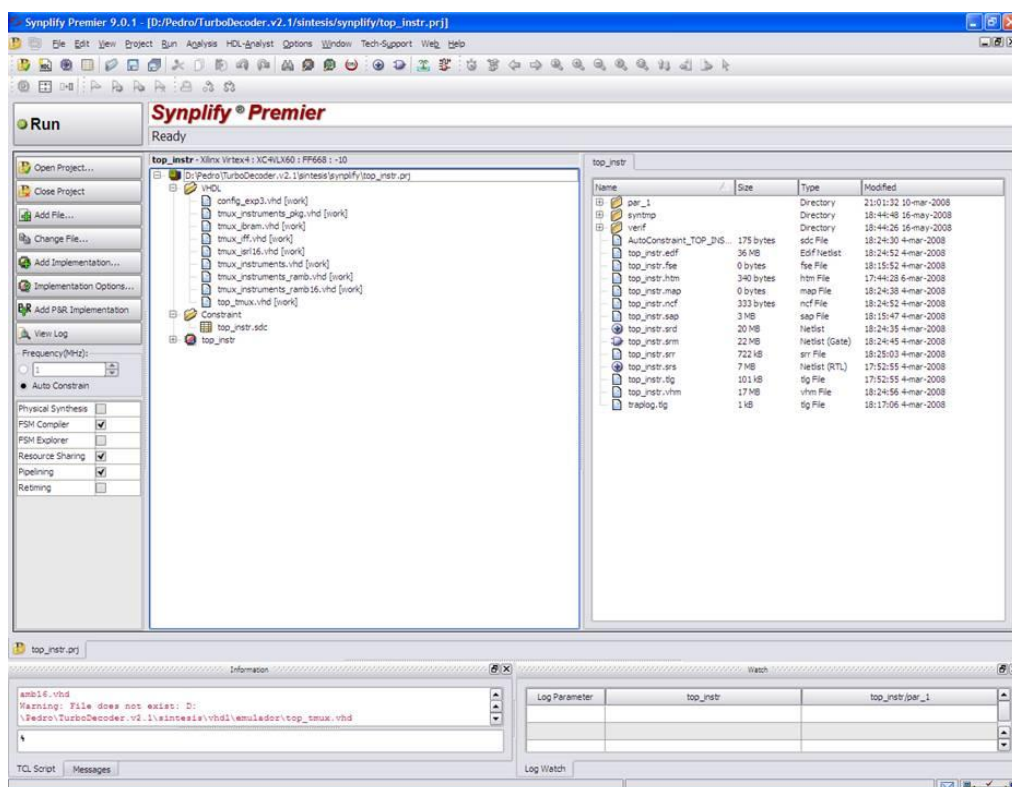 Synplify Premier 9.0.1 - [D:/Pedro/TurboDecoder.v2.1/sintesis/synplify/top_instr.prj]
File Edit View Project Run Analysis HDL-Analyst Options Window Tech-Support Web Help
Run
Synplify ® Premier
Ready
Open Project...
Close Project
Add File...
Change File...
Add Implementation...
Implementation Options...
Add P&R Implementation
View Log
Frequency(MHz):
1
Auto Constrain
Physical Synthesis
FSM Compiler
FSM Explorer
Resource Sharing
Pipelining
Retiming
top_instr - Xilinx Virtex4 : XC4VLX60 : FF668 : -10
D:\Pedro\TurboDecoder.v2.1\sintesis\synplify\top_instr.prj
VHDL
config_exp3.vhd [work]
tmux_instruments_pkg.vhd [work]
tmux_ibram.vhd [work]
tmux_iff.vhd [work]
tmux_isrl16.vhd [work]
tmux_instruments.vhd [work]
tmux_instruments_ramb.vhd [work]
tmux_instruments_ramb16.vhd [work]
top_tmux.vhd [work]
Constraint
top_instr.sdc
top_instr
top_instr
Name Size Type Modified
par_1 Directory 21:01:32 10-mar-2008
syntmp Directory 18:44:48 16-may-2008
verif Directory 18:44:26 16-may-2008
AutoConstraint_TOP_INS... 175 bytes sdc File 18:24:30 4-mar-2008
top_instr.edf 36 MB Edif Netlist 18:24:52 4-mar-2008
top_instr.fse 0 bytes fse File 18:15:52 4-mar-2008
top_instr.htm 340 bytes htm File 17:44:28 6-mar-2008
top_instr.map 0 bytes map File 18:24:38 4-mar-2008
top_instr.ncf 333 bytes ncf File 18:24:52 4-mar-2008
top_instr.sap 3 MB sap File 18:15:47 4-mar-2008
top_instr.srd 20 MB Netlist 18:24:35 4-mar-2008
top_instr.srm 22 MB Netlist (Gate) 18:24:45 4-mar-2008
top_instr.srr 722 kB srr File 18:25:03 4-mar-2008
top_instr.srs 7 MB Netlist (RTL) 17:52:55 4-mar-2008
top_instr.tlg 101 kB tlg File 17:52:55 4-mar-2008
top_instr.vhm 17 MB vhm File 18:24:56 4-mar-2008
traplog.tlg 1 kB tlg File 18:17:06 4-mar-2008
top_instr.prj
Information
amb16.vhd
Warning: File does not exist: D:
\Pedro\TurboDecoder.v2.1\sintesis\vhdl\emulador\top_tmux.vhd
%
TCL Script Messages
Watch
Log Parameter top_instr top_instr/par_1
Log Watch